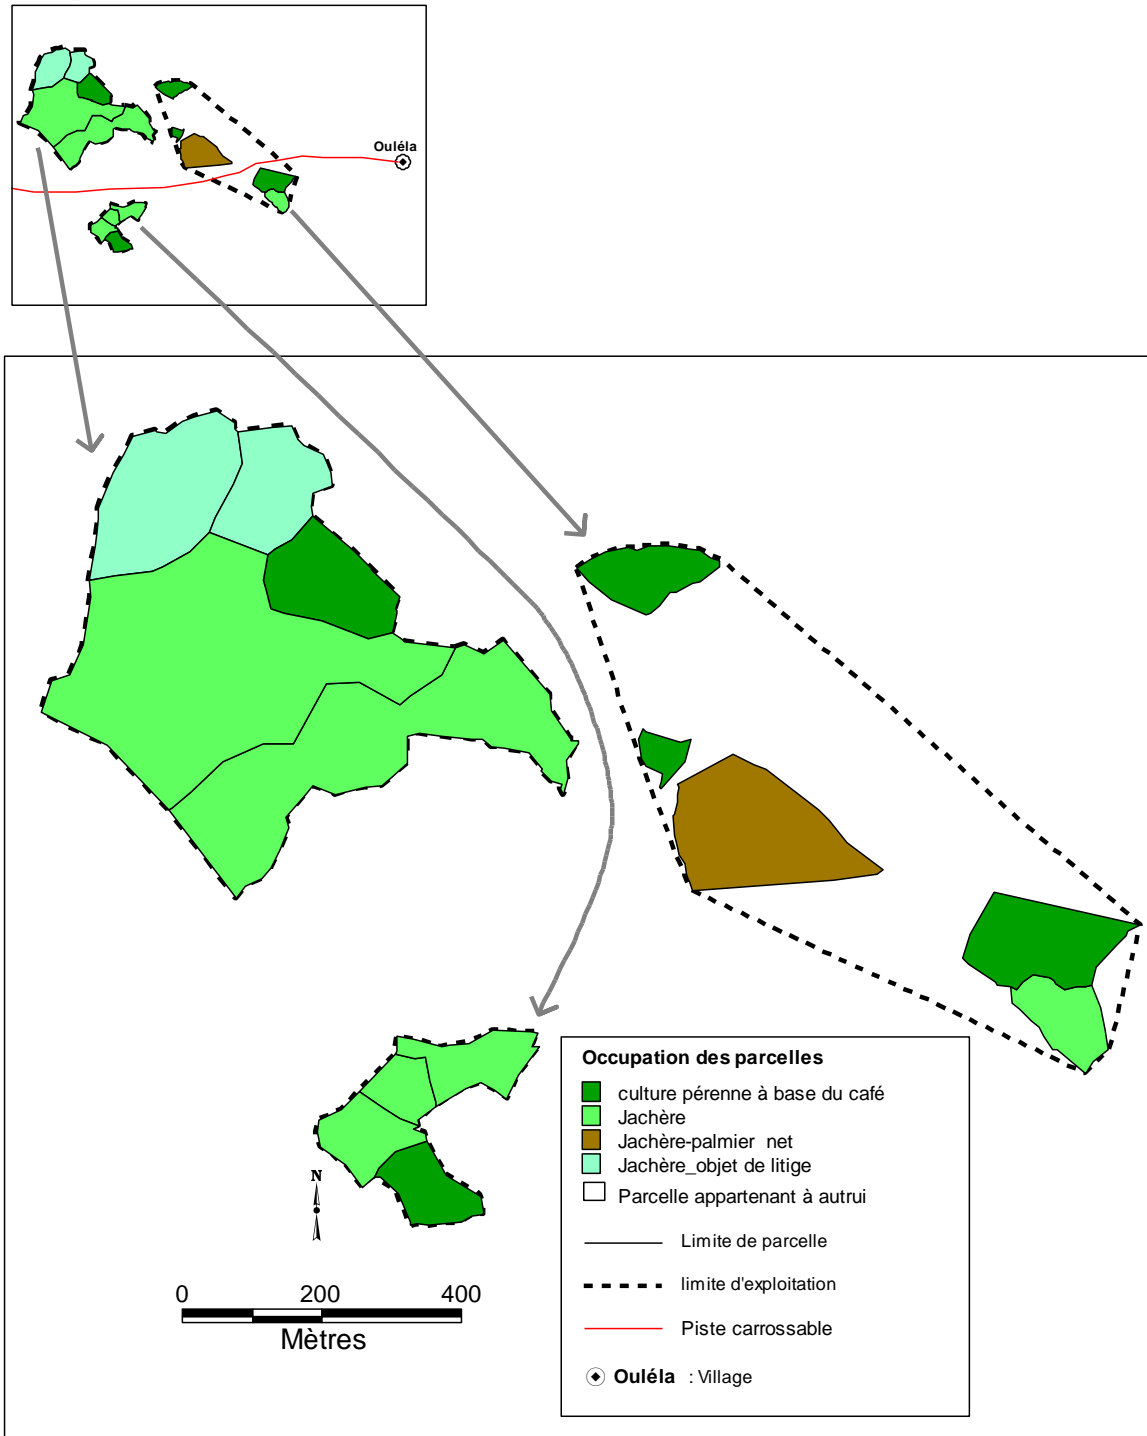 Ouléla
Occupation des parcelles
culture pérenne à base du café
Jachère
Jachère-palmier net
Jachère_objet de litige
Parcelle appartenant à autrui
Limite de parcelle
limite d'exploitation
Piste carrossable
Ouléla : Village
N
0 200 400
Mètres